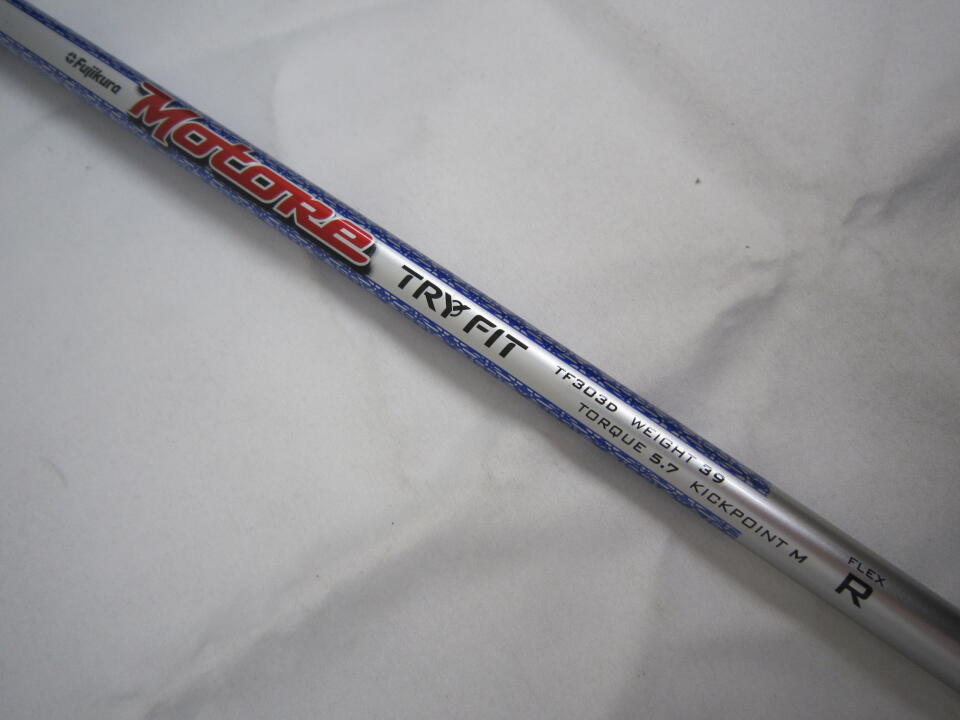 Fujikura
MotoRe
TRY FIT
TF303D WEIGHT 39
TORQUE 5.7 KICKPOINT M
FLEX
R